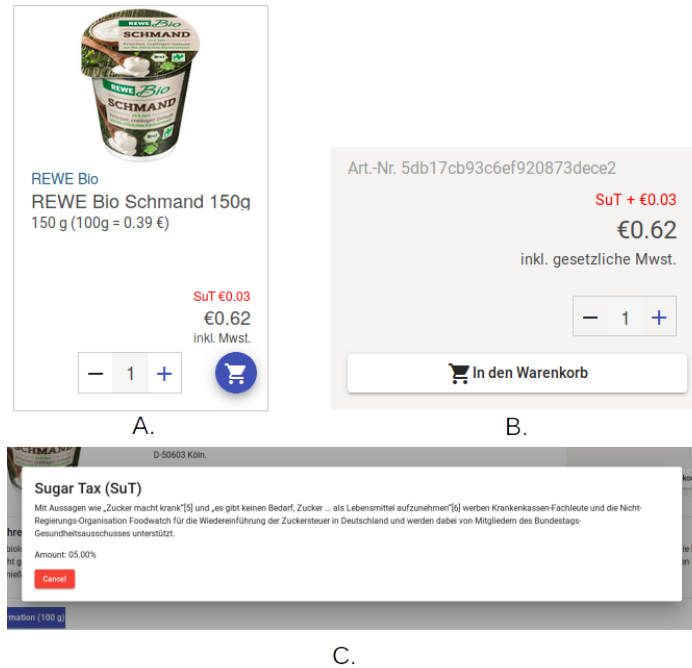 REWE Bio
SCHMAND
REWE Bio
SCHMAND
REWE Bio
REWE Bio Schmand 150g
150 g (100g = 0.39 €)
SuT €0.03
€0.62
inkl. Mwst.
− 1 +
A.
Art.-Nr. 5db17cb93c6ef920873dece2
SuT + €0.03
€0.62
inkl. gesetzliche Mwst.
− 1 +
In den Warenkorb
B.
SCHMAND
D-50603 Köln.
Sugar Tax (SuT)
Mit Aussagen wie „Zucker macht krank“[5] und „es gibt keinen Bedarf, Zucker ... als Lebensmittel aufzunehmen“[6] werben Krankenkassen-Fachleute und die Nicht-
Regierungs-Organisation Foodwatch für die Wiedereinführung der Zuckersteuer in Deutschland und werden dabei von Mitgliedern des Bundestags-
Gesundheitsausschusses unterstützt.
Amount: 05.00%
Cancel
rmation (100 g)
C.